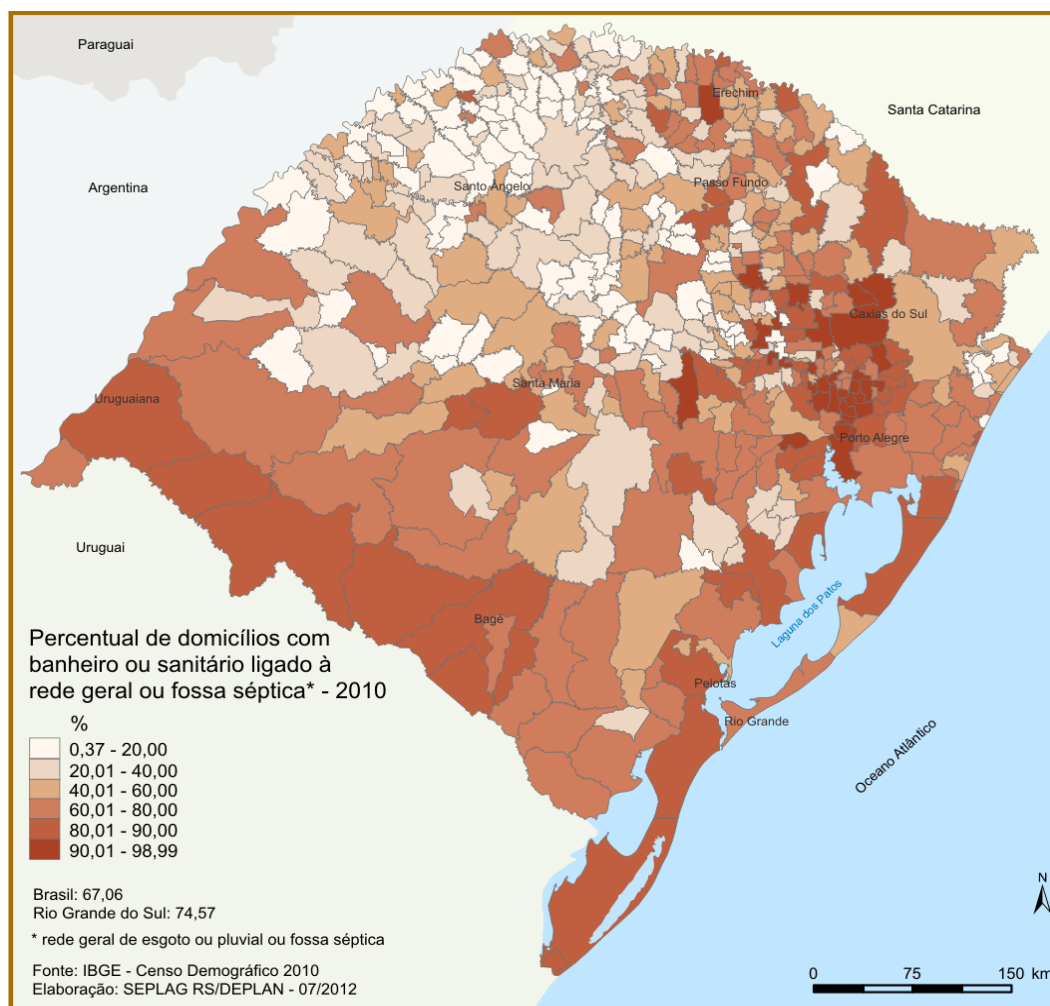 Paraguai
Santa Catarina
Argentina
Erechim
Santo Ângelo
Passo Fundo
Caxias do Sul
Santa Maria
Uruguaiana
Porto Alegre
Uruguai
Laguna dos Patos
Bagé
Pelotas
Rio Grande
Oceano Atlântico
Percentual de domicílios com
banheiro ou sanitário ligado à
rede geral ou fossa séptica* - 2010
%
0,37 - 20,00
20,01 - 40,00
40,01 - 60,00
60,01 - 80,00
80,01 - 90,00
90,01 - 98,99
Brasil: 67,06
Rio Grande do Sul: 74,57
* rede geral de esgoto ou pluvial ou fossa séptica
Fonte: IBGE - Censo Demográfico 2010
Elaboração: SEPLAG RS/DEPLAN - 07/2012
N
0 75 150 km